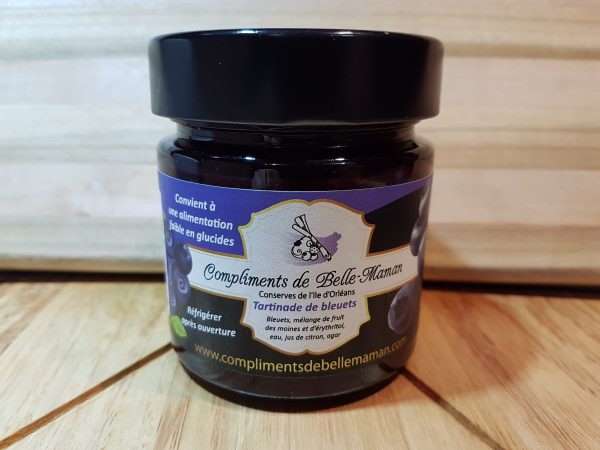 Convient à
une alimentation
faible en glucides
Compliments de Belle-Maman
Conserves de l'Ile d'Orléans
Tartinade de bleuets
Bleuets, mélange de fruit
des moines et d'érythritol,
eau, jus de citron, agar
Réfrigérer
après ouverture
www.complimentsdebellemaman.com